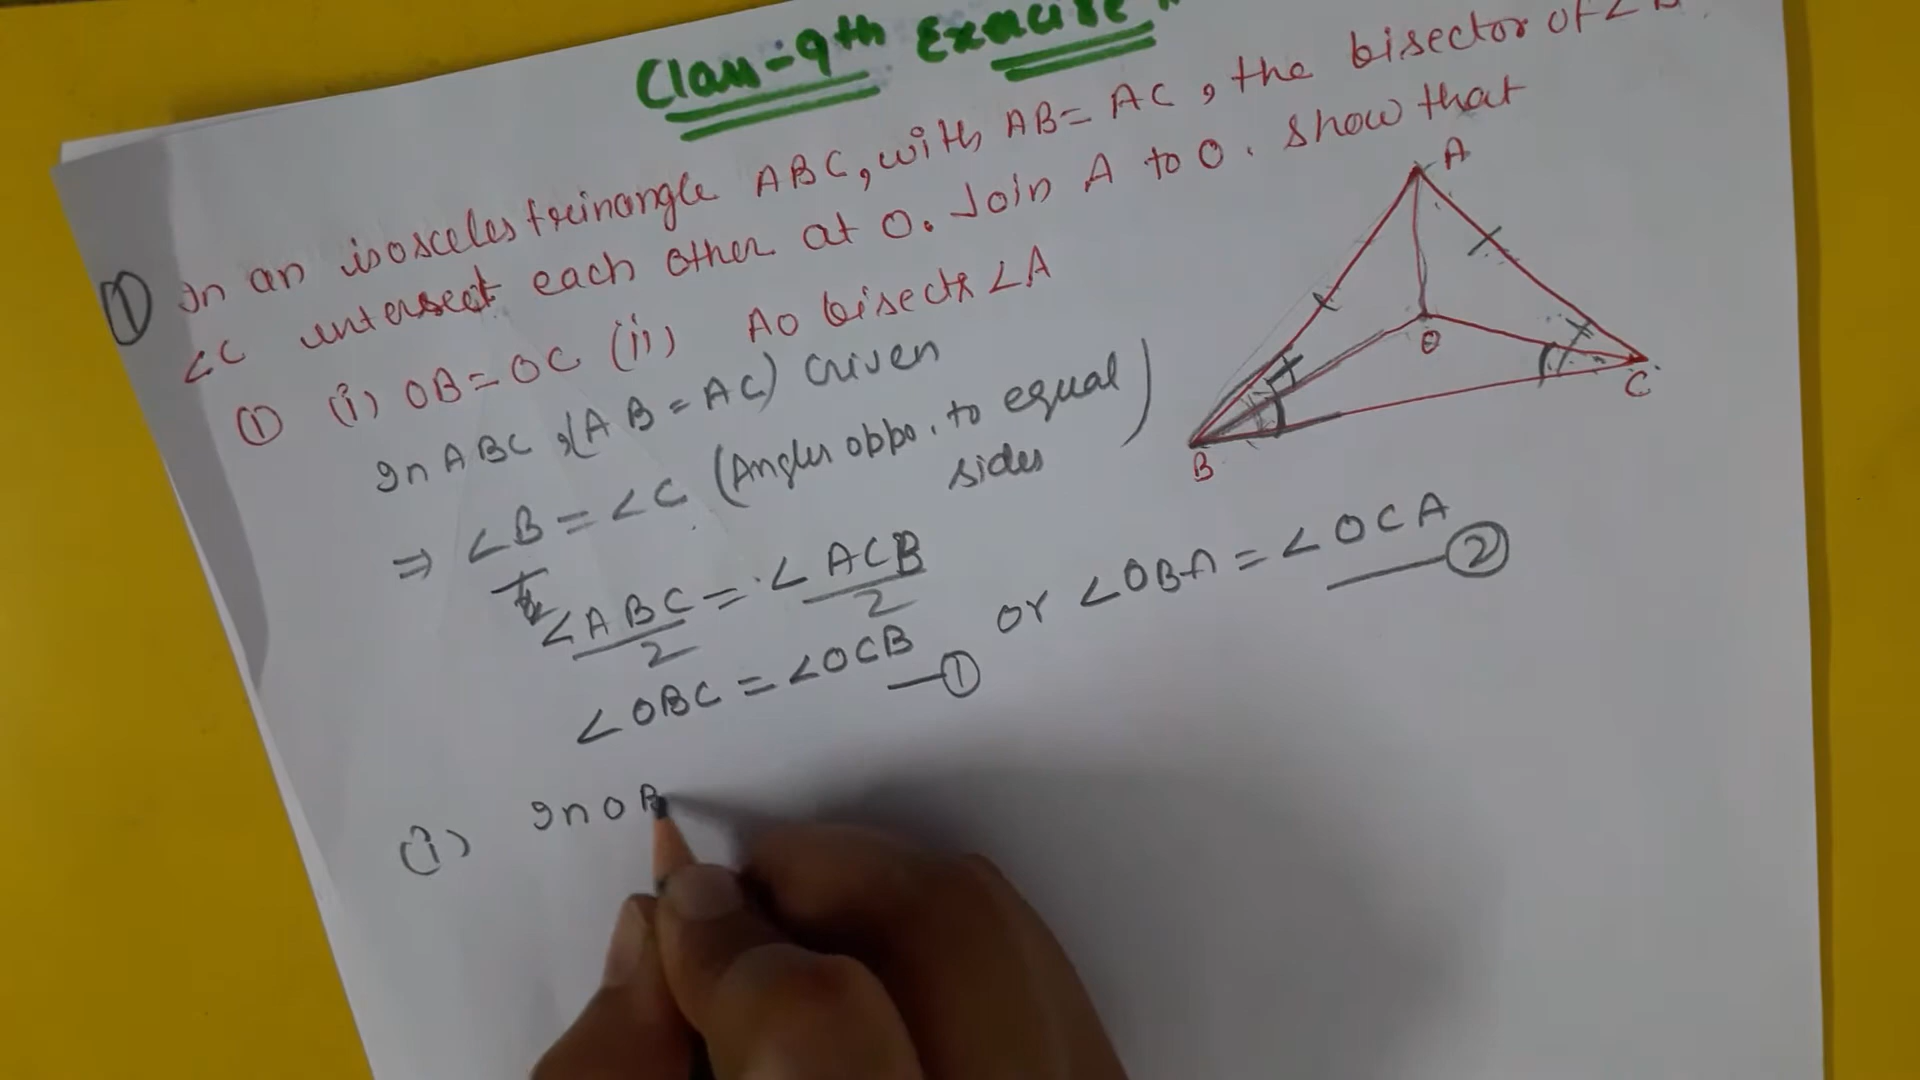 Class-9th Exercise
① In an isosceles treinangle ABC, with AB = AC, the bisector of ∠B
∠C intersect each other at O. Join A to O. Show that
① (i) OB = OC (ii) AO bisects ∠A
In ABC, (AB = AC) Given
⇒ ∠B = ∠C (Angles oppo. to equal
sides)
∠ABC/2 = ∠ACB/2
∠OBC = ∠OCB —① or ∠OBA = ∠OCA —②
(i) In OB
A
O
B
C